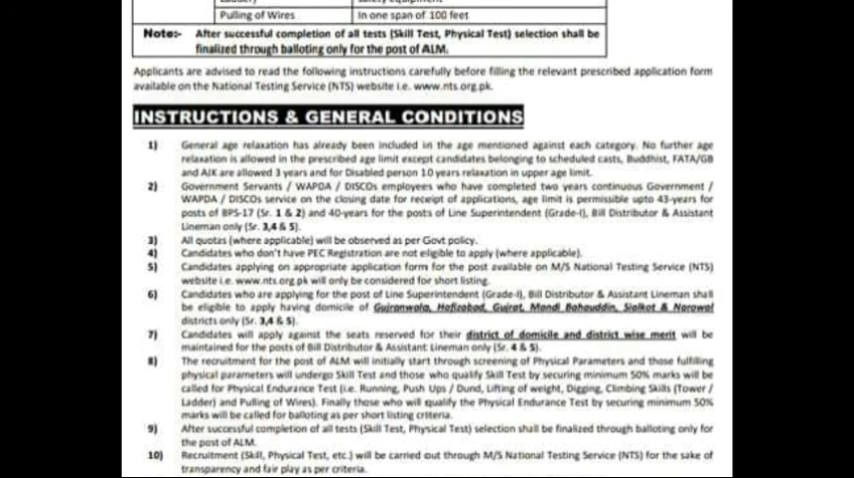 safety equipment
Pulling of Wires In one span of 100 feet
Note:- After successful completion of all tests (Skill Test, Physical Test) selection shall be
finalized through balloting only for the post of ALM.
Applicants are advised to read the following instructions carefully before filling the relevant prescribed application form
available on the National Testing Service (NTS) website i.e. www.nts.org.pk.
INSTRUCTIONS & GENERAL CONDITIONS
1) General age relaxation has already been included in the age mentioned against each category. No further age
relaxation is allowed in the prescribed age limit except candidates belonging to scheduled casts, Buddhist, FATA/GB
and AJK are allowed 3 years and for Disabled person 10 years relaxation in upper age limit.
2) Government Servants / WAPDA / DISCOs employees who have completed two years continuous Government /
WAPDA / DISCOs service on the closing date for receipt of applications, age limit is permissible upto 43-years for
posts of BPS-17 (Sr. 1 & 2) and 40-years for the posts of Line Superintendent (Grade-I), Bill Distributor & Assistant
Lineman only (Sr. 3,4 & 5).
3) All quotas (where applicable) will be observed as per Govt policy.
4) Candidates who don't have PEC Registration are not eligible to apply (where applicable).
5) Candidates applying on appropriate application form for the post available on M/S National Testing Service (NTS)
website i.e. www.nts.org.pk will only be considered for short listing.
6) Candidates who are applying for the post of Line Superintendent (Grade-I), Bill Distributor & Assistant Lineman shall
be eligible to apply having domicile of Gujranwala, Hafizabad, Gujrat, Mandi Bahauddin, Sialkot & Narowal
districts only (Sr. 3,4 & 5).
7) Candidates will apply against the seats reserved for their district of domicile and district wise merit will be
maintained for the posts of Bill Distributor & Assistant Lineman only (Sr. 4 & 5).
8) The recruitment for the post of ALM will initially start through screening of Physical Parameters and those fulfilling
physical parameters will undergo Skill Test and those who qualify Skill Test by securing minimum 50% marks will be
called for Physical Endurance Test (i.e. Running, Push Ups / Dund, Lifting of weight, Digging, Climbing Skills (Tower /
Ladder) and Pulling of Wires). Finally those who will qualify the Physical Endurance Test by securing minimum 50%
marks will be called for balloting as per short listing criteria.
9) After successful completion of all tests (Skill Test, Physical Test) selection shall be finalized through balloting only for
the post of ALM.
10) Recruitment (Skill, Physical Test, etc.) will be carried out through M/S National Testing Service (NTS) for the sake of
transparency and fair play as per criteria.